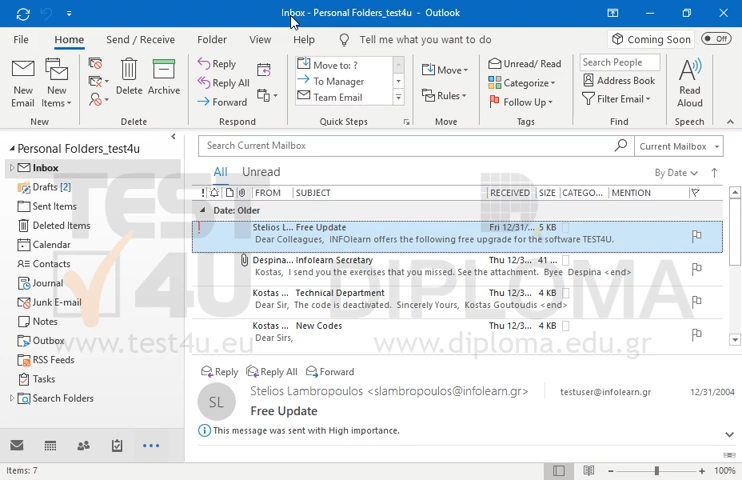 Inbox - Personal Folders_test4u - Outlook
File Home Send / Receive Folder View Help Tell me what you want to do Coming Soon Off
New Email
New Items
Delete
Archive
Reply
Reply All
Forward
Move to: ?
To Manager
Team Email
Move
Rules
Unread/ Read
Categorize
Follow Up
Search People
Address Book
Filter Email
Read Aloud
New Delete Respond Quick Steps Move Tags Find Speech
Personal Folders_test4u
Inbox
Drafts [2]
Sent Items
Deleted Items
Calendar
Contacts
Journal
Junk E-mail
Notes
Outbox
RSS Feeds
Tasks
Search Folders
Search Current Mailbox Current Mailbox
All Unread By Date
FROM SUBJECT RECEIVED SIZE CATEGO... MENTION
Date: Older
Stelios L... Free Update Fri 12/31/... 5 KB
Dear Colleagues, INFOlearn offers the following free upgrade for the software TEST4U.
Despina... Infolearn Secretary Thu 12/3... 41 ...
Kostas, I send you the exercises that you missed. See the attachment. Byee Despina <end>
Kostas ... Technical Department Thu 12/3... 4 KB
Dear Sir, The code is deactivated. Sincerely Yours, Kostas Goutoudis <end>
Kostas ... New Codes Thu 12/3... 4 KB
Dear Sirs,
Reply Reply All Forward
SL
Stelios Lambropoulos <slambropoulos@infolearn.gr> testuser@infolearn.gr 12/31/2004
Free Update
This message was sent with High importance.
Items: 7 100%
TEST
4U
DIPLOMA
www.test4u.eu www.diploma.edu.gr